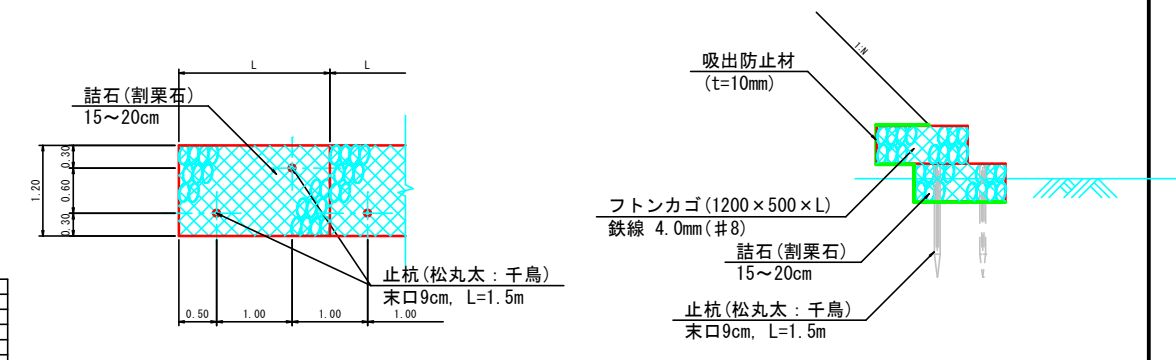 L
L
詰石(割栗石)
15～20cm
1.20
0.30
0.60
0.30
止杭(松丸太：千鳥)
末口9cm, L=1.5m
0.50
1.00
1.00
1.00
1:N
吸出防止材
(t=10mm)
フトンカゴ(1200×500×L)
鉄線 4.0mm(＃8)
詰石(割栗石)
15～20cm
止杭(松丸太：千鳥)
末口9cm, L=1.5m